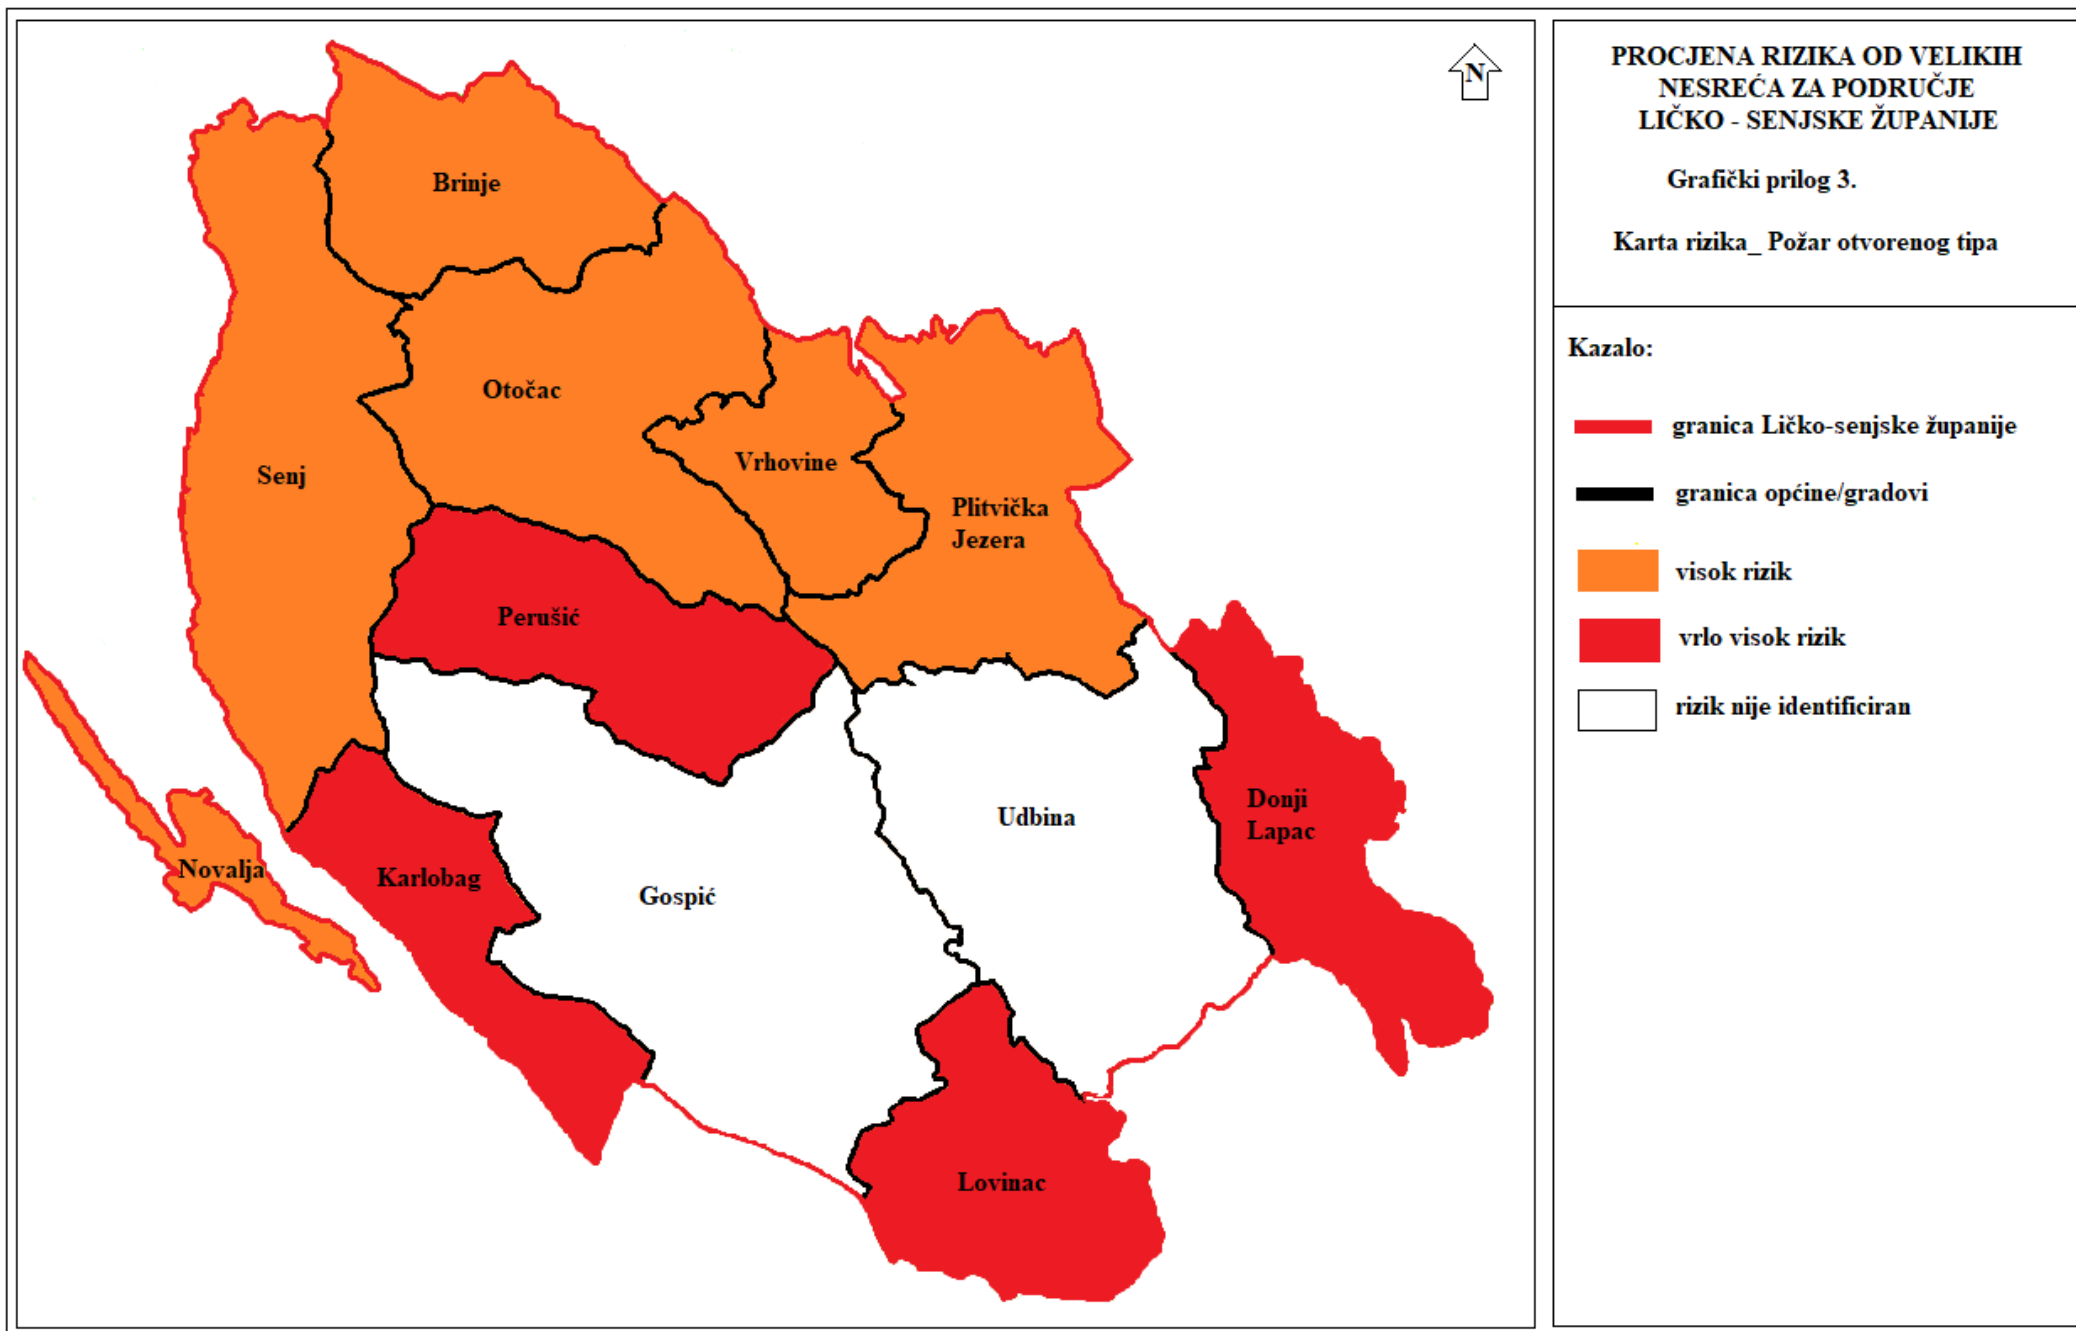 N
Brinje
Otočac
Senj
Vrhovine
Plitvička
Jezera
Perušić
Udbina
Donji
Lapac
Novalja
Karlobag
Gospić
Lovinac
PROCJENA RIZIKA OD VELIKIH
NESREĆA ZA PODRUČJE
LIČKO - SENJSKE ŽUPANIJE
Grafički prilog 3.
Karta rizika_ Požar otvorenog tipa
Kazalo:
granica Ličko-senjske županije
granica općine/gradovi
visok rizik
vrlo visok rizik
rizik nije identificiran